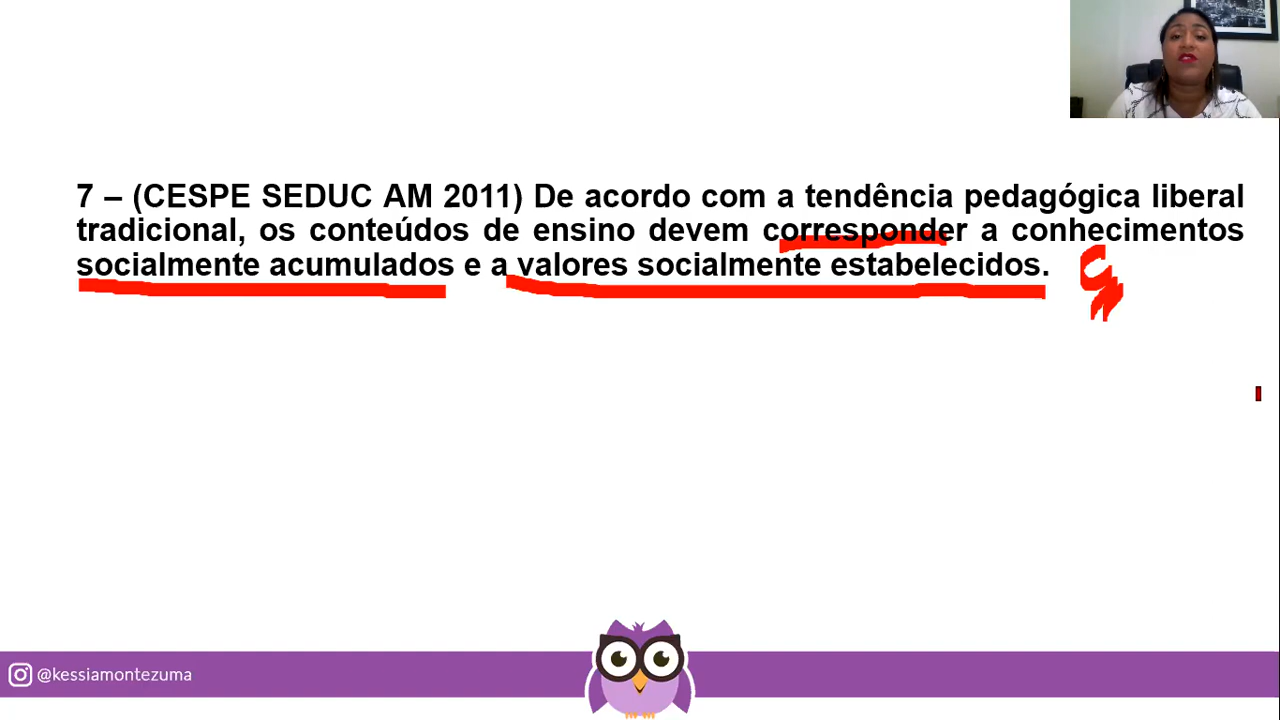 7 – (CESPE SEDUC AM 2011) De acordo com a tendência pedagógica liberal
tradicional, os conteúdos de ensino devem corresponder a conhecimentos
socialmente acumulados e a valores socialmente estabelecidos.
@kessiamontezuma